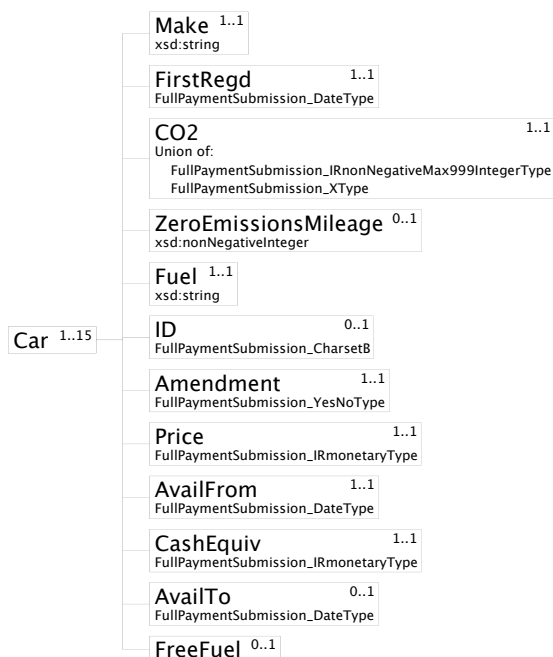 Make 1..1
xsd:string
FirstRegd 1..1
FullPaymentSubmission_DateType
CO2 1..1
Union of:
FullPaymentSubmission_IRnonNegativeMax999IntegerType
FullPaymentSubmission_XType
ZeroEmissionsMileage 0..1
xsd:nonNegativeInteger
Fuel 1..1
xsd:string
Car 1..15
ID 0..1
FullPaymentSubmission_CharsetB
Amendment 1..1
FullPaymentSubmission_YesNoType
Price 1..1
FullPaymentSubmission_IRmonetaryType
AvailFrom 1..1
FullPaymentSubmission_DateType
CashEquiv 1..1
FullPaymentSubmission_IRmonetaryType
AvailTo 0..1
FullPaymentSubmission_DateType
FreeFuel 0..1